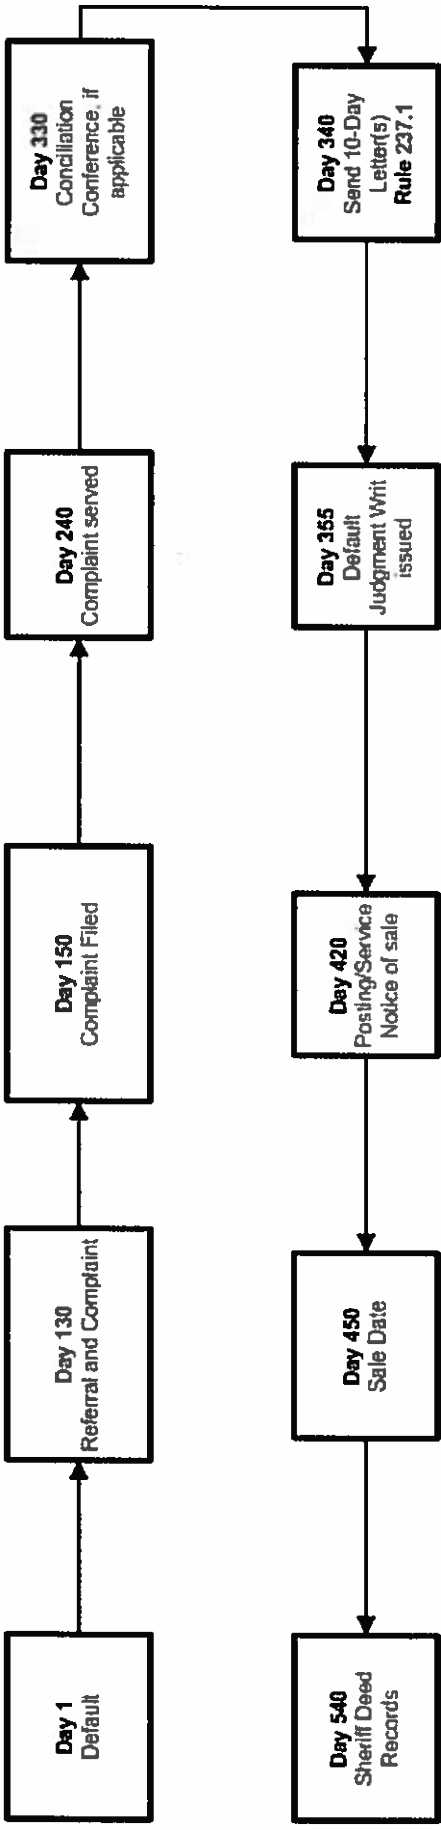 Day 1
Default
Day 130
Referral and Complaint
Day 150
Complaint Filed
Day 240
Complaint served
Day 330
Conciliation
Conference, if
applicable
Day 340
Send 10-Day
Letter(s)
Rule 237.1
Day 355
Default
Judgment Writ
issued
Day 420
Posting/Service
Notice of sale
Day 450
Sale Date
Day 540
Sheriff Deed
Records